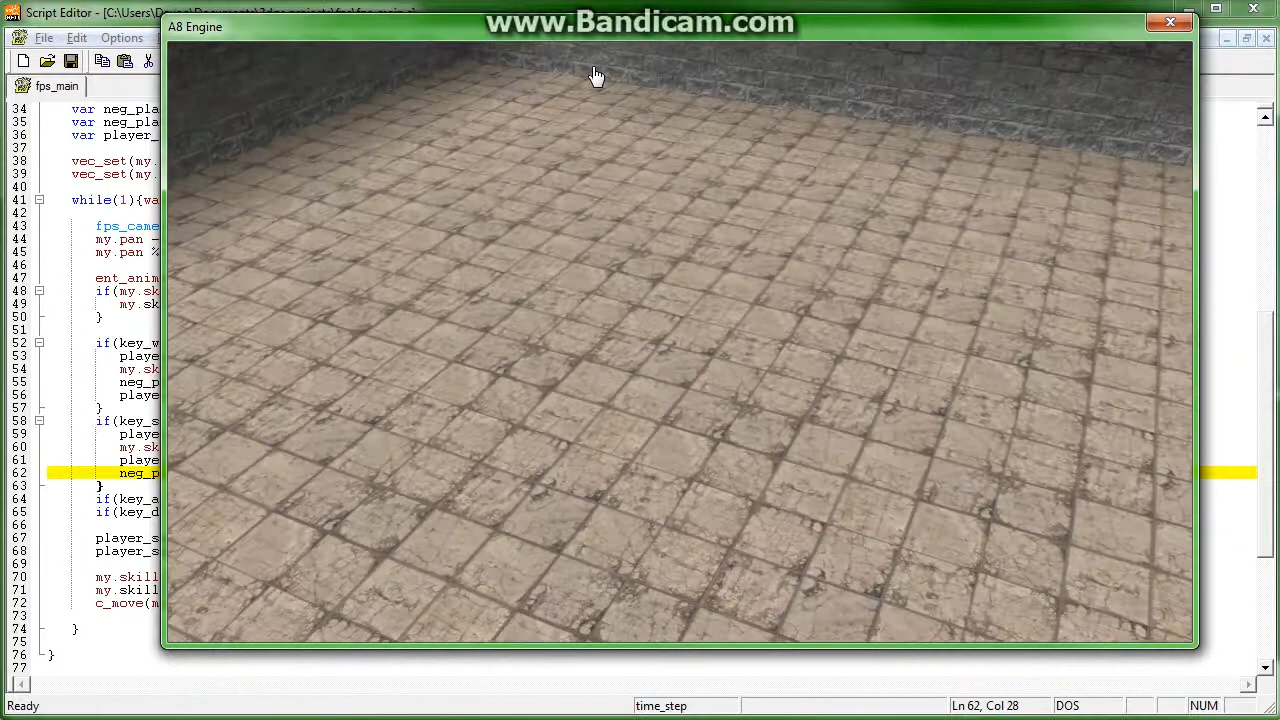 Script Editor - [C:\Users\
www.Bandicam.com
A8 Engine
File Edit Options
fps_main
34 var neg_pla
35 var neg_pla
36 var player_
37
38 vec_set(my.
39 vec_set(my.
40
41 while(1){wa
42
43 fps_came
44 my.pan -
45 my.pan %
46
47 ent_anim
48 if(my.sk
49 my.sk
50 }
51
52 if(key_w
53 playe
54 my.sk
55 neg_p
56 playe
57 }
58 if(key_s
59 playe
60 my.sk
61 playe
62 neg_p
63 }
64 if(key_a
65 if(key_d
66
67 player_s
68 player_s
69
70 my.skill
71 my.skill
72 c_move(m
73
74 }
75
76 }
77
Ready time_step Ln 62, Col 28 DOS NUM